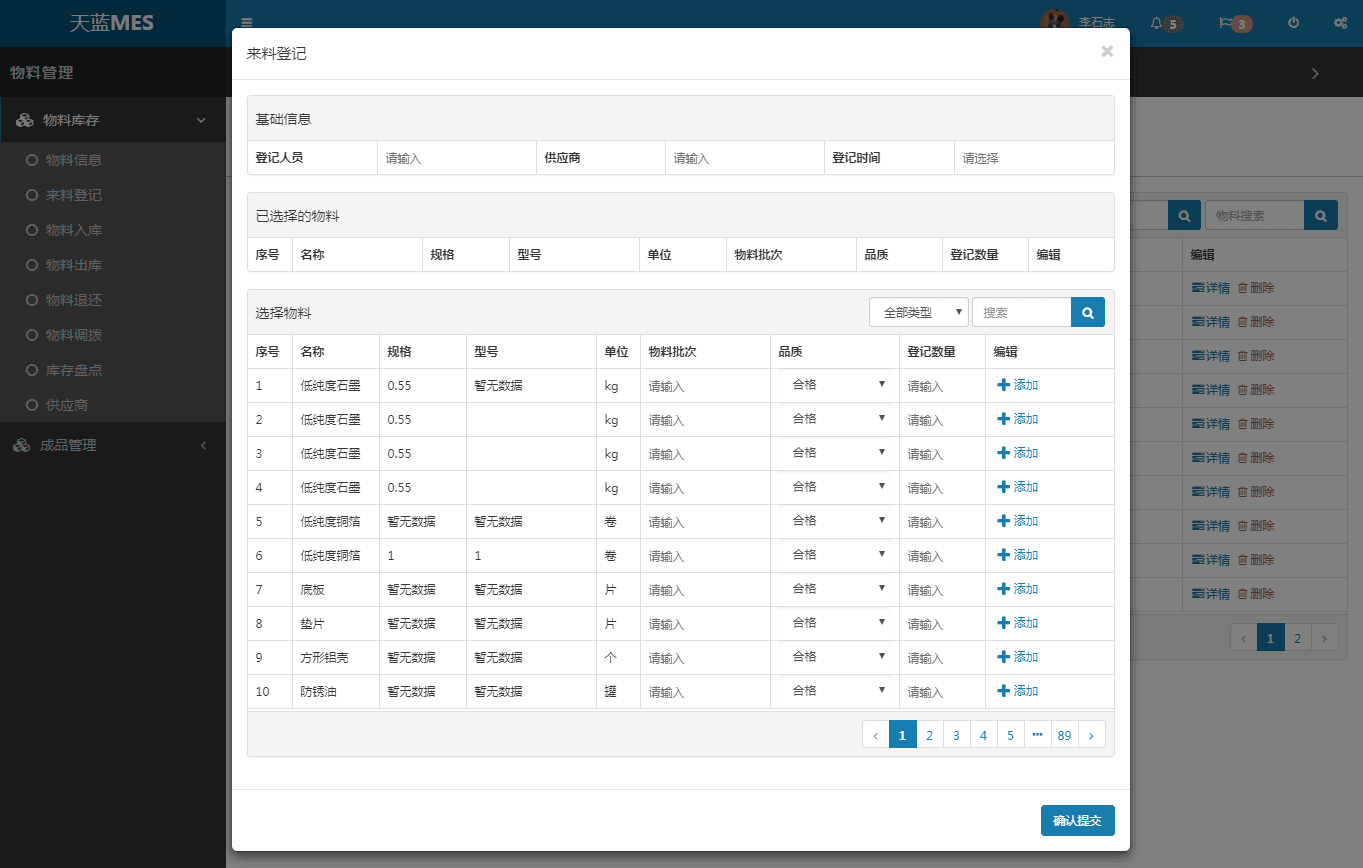 天蓝MES
李石志 5 3
物料管理
物料库存
物料信息
来料登记
物料入库
物料出库
物料退还
物料调拨
库存盘点
供应商
成品管理
来料登记 ×
基础信息
登记人员 请输入 供应商 请输入 登记时间 请选择
已选择的物料
序号 名称 规格 型号 单位 物料批次 品质 登记数量 编辑
选择物料 全部类型 搜索
序号 名称 规格 型号 单位 物料批次 品质 登记数量 编辑
1 低纯度石墨 0.55 暂无数据 kg 请输入 合格 请输入 添加
2 低纯度石墨 0.55 kg 请输入 合格 请输入 添加
3 低纯度石墨 0.55 kg 请输入 合格 请输入 添加
4 低纯度石墨 0.55 kg 请输入 合格 请输入 添加
5 低纯度铜箔 暂无数据 暂无数据 卷 请输入 合格 请输入 添加
6 低纯度铜箔 1 1 卷 请输入 合格 请输入 添加
7 底板 暂无数据 暂无数据 片 请输入 合格 请输入 添加
8 垫片 暂无数据 暂无数据 片 请输入 合格 请输入 添加
9 方形铝壳 暂无数据 暂无数据 个 请输入 合格 请输入 添加
10 防锈油 暂无数据 暂无数据 罐 请输入 合格 请输入 添加
‹ 1 2 3 4 5 ··· 89 ›
确认提交
物料搜索
编辑
详情 删除
详情 删除
详情 删除
详情 删除
详情 删除
详情 删除
详情 删除
详情 删除
详情 删除
详情 删除
‹ 1 2 ›